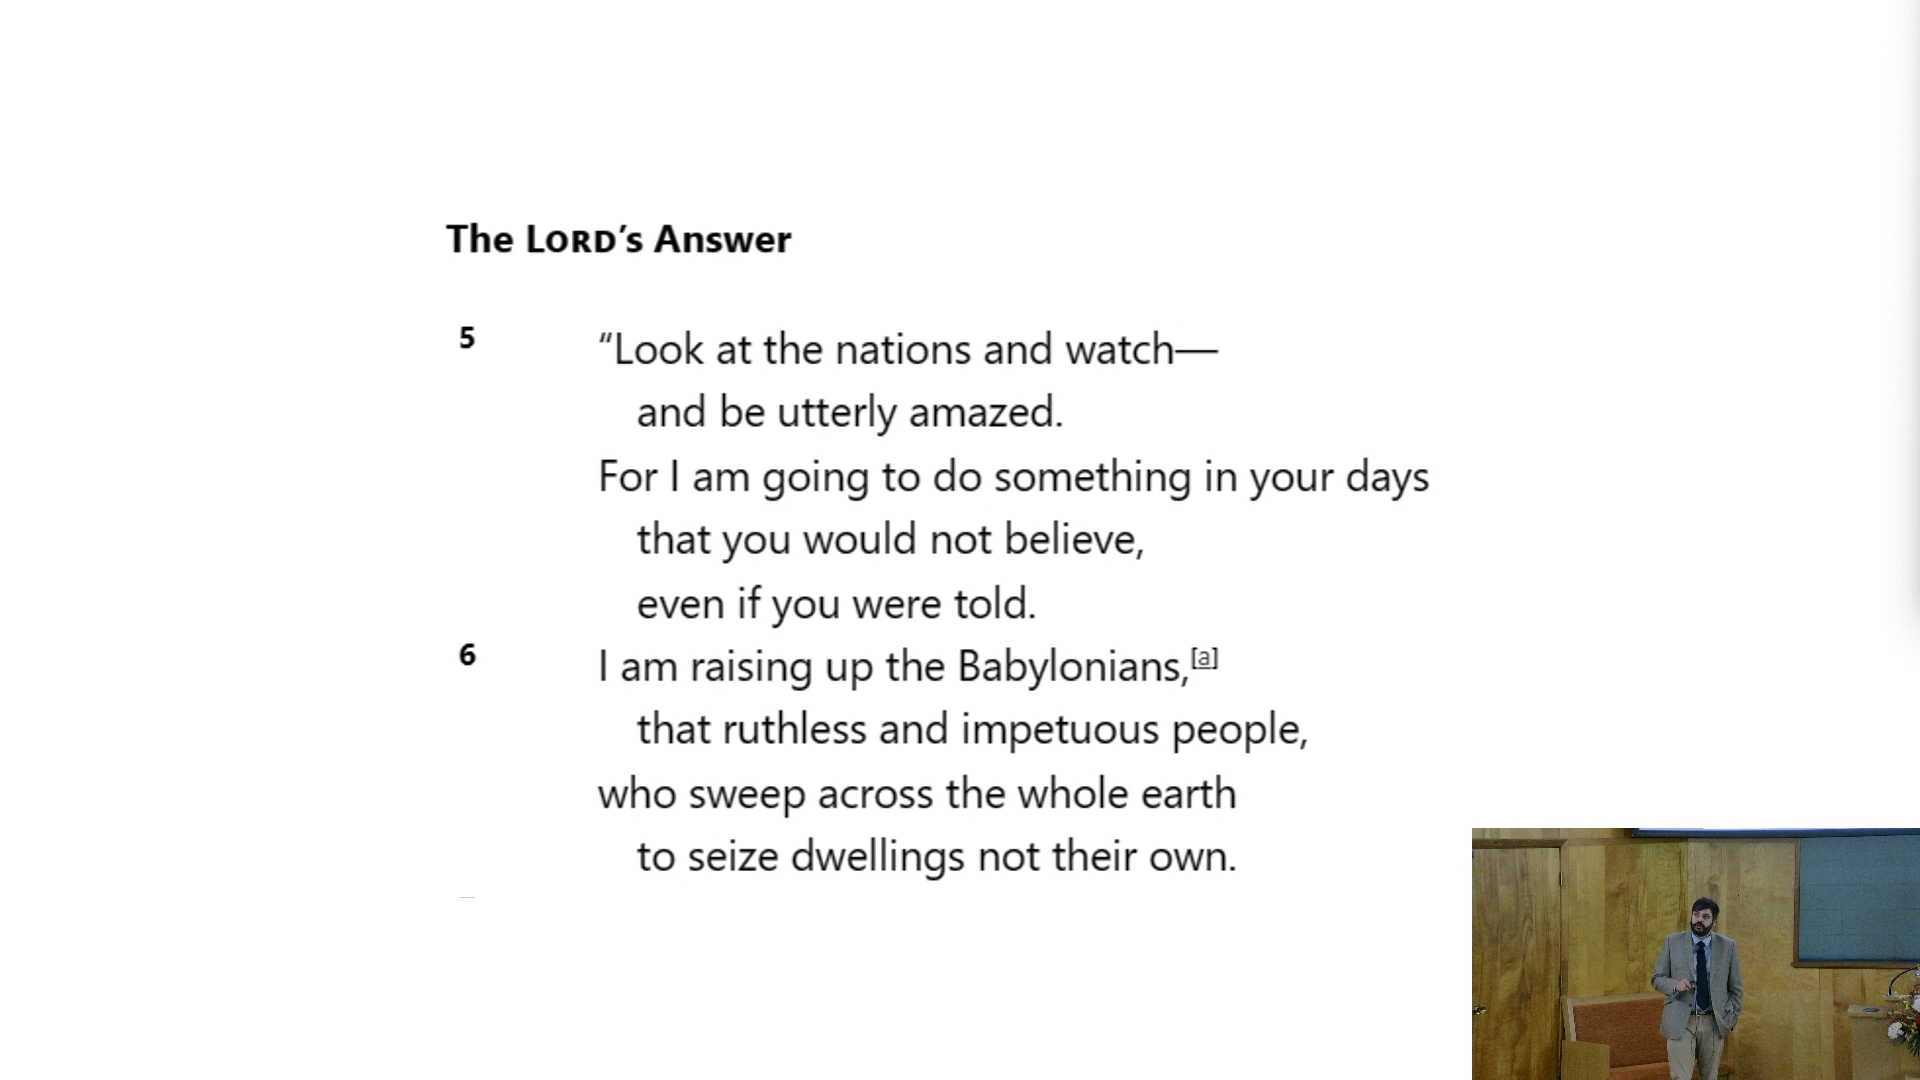 The LORD’s Answer
5 “Look at the nations and watch—
and be utterly amazed.
For I am going to do something in your days
that you would not believe,
even if you were told.
6 I am raising up the Babylonians,[a]
that ruthless and impetuous people,
who sweep across the whole earth
to seize dwellings not their own.